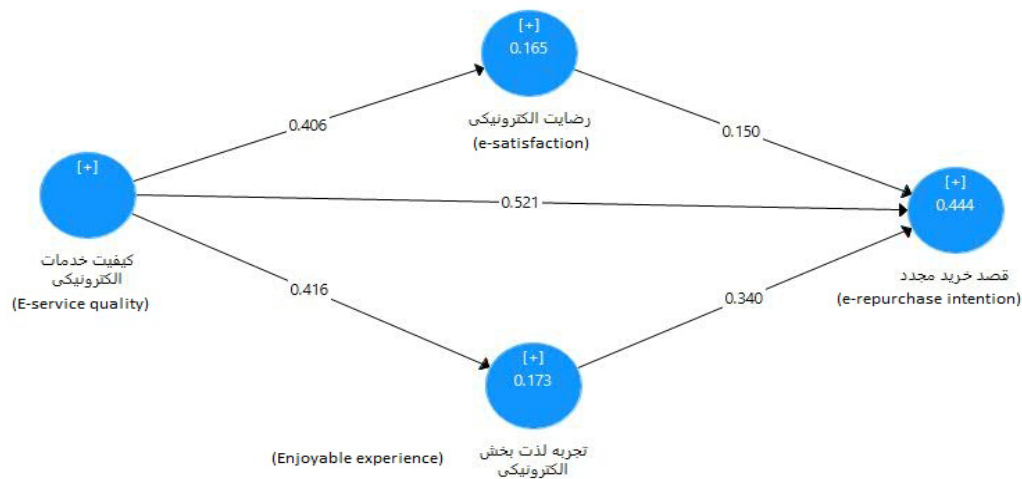 [+]
0.165
رضایت الکترونیکی
(e-satisfaction)
0.406
0.150
[+]
[+]
0.444
0.521
کیفیت خدمات
الکترونیکی
(E-service quality)
قصد خرید مجدد
(e-repurchase intention)
0.416
0.340
[+]
0.173
(Enjoyable experience)
تجربه لذت بخش
الکترونیکی